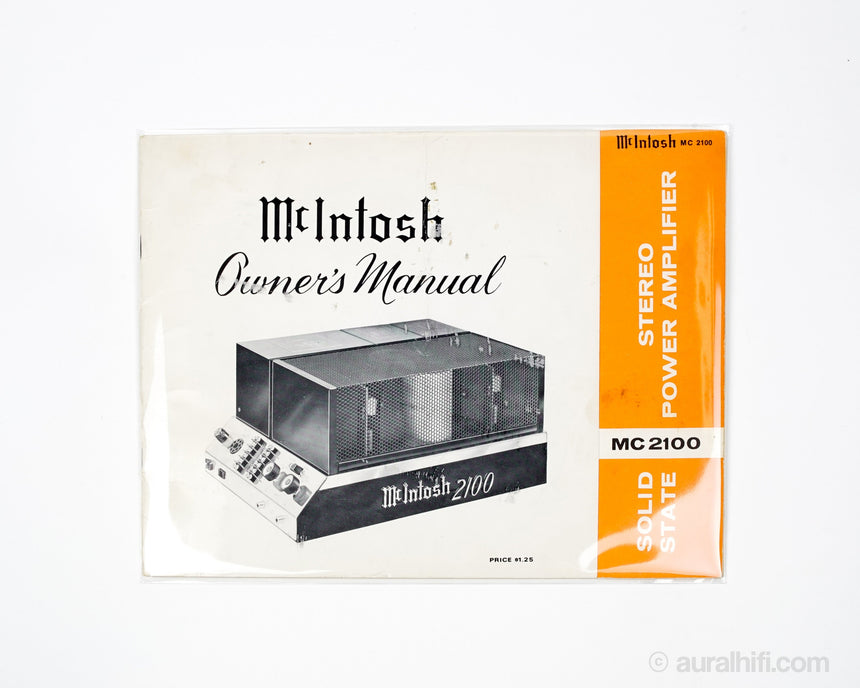 McIntosh
Owner's Manual
McIntosh 2100
PRICE $1.25
McIntosh MC 2100
STEREO
POWER AMPLIFIER
MC 2100
SOLID
STATE
© auralhifi.com